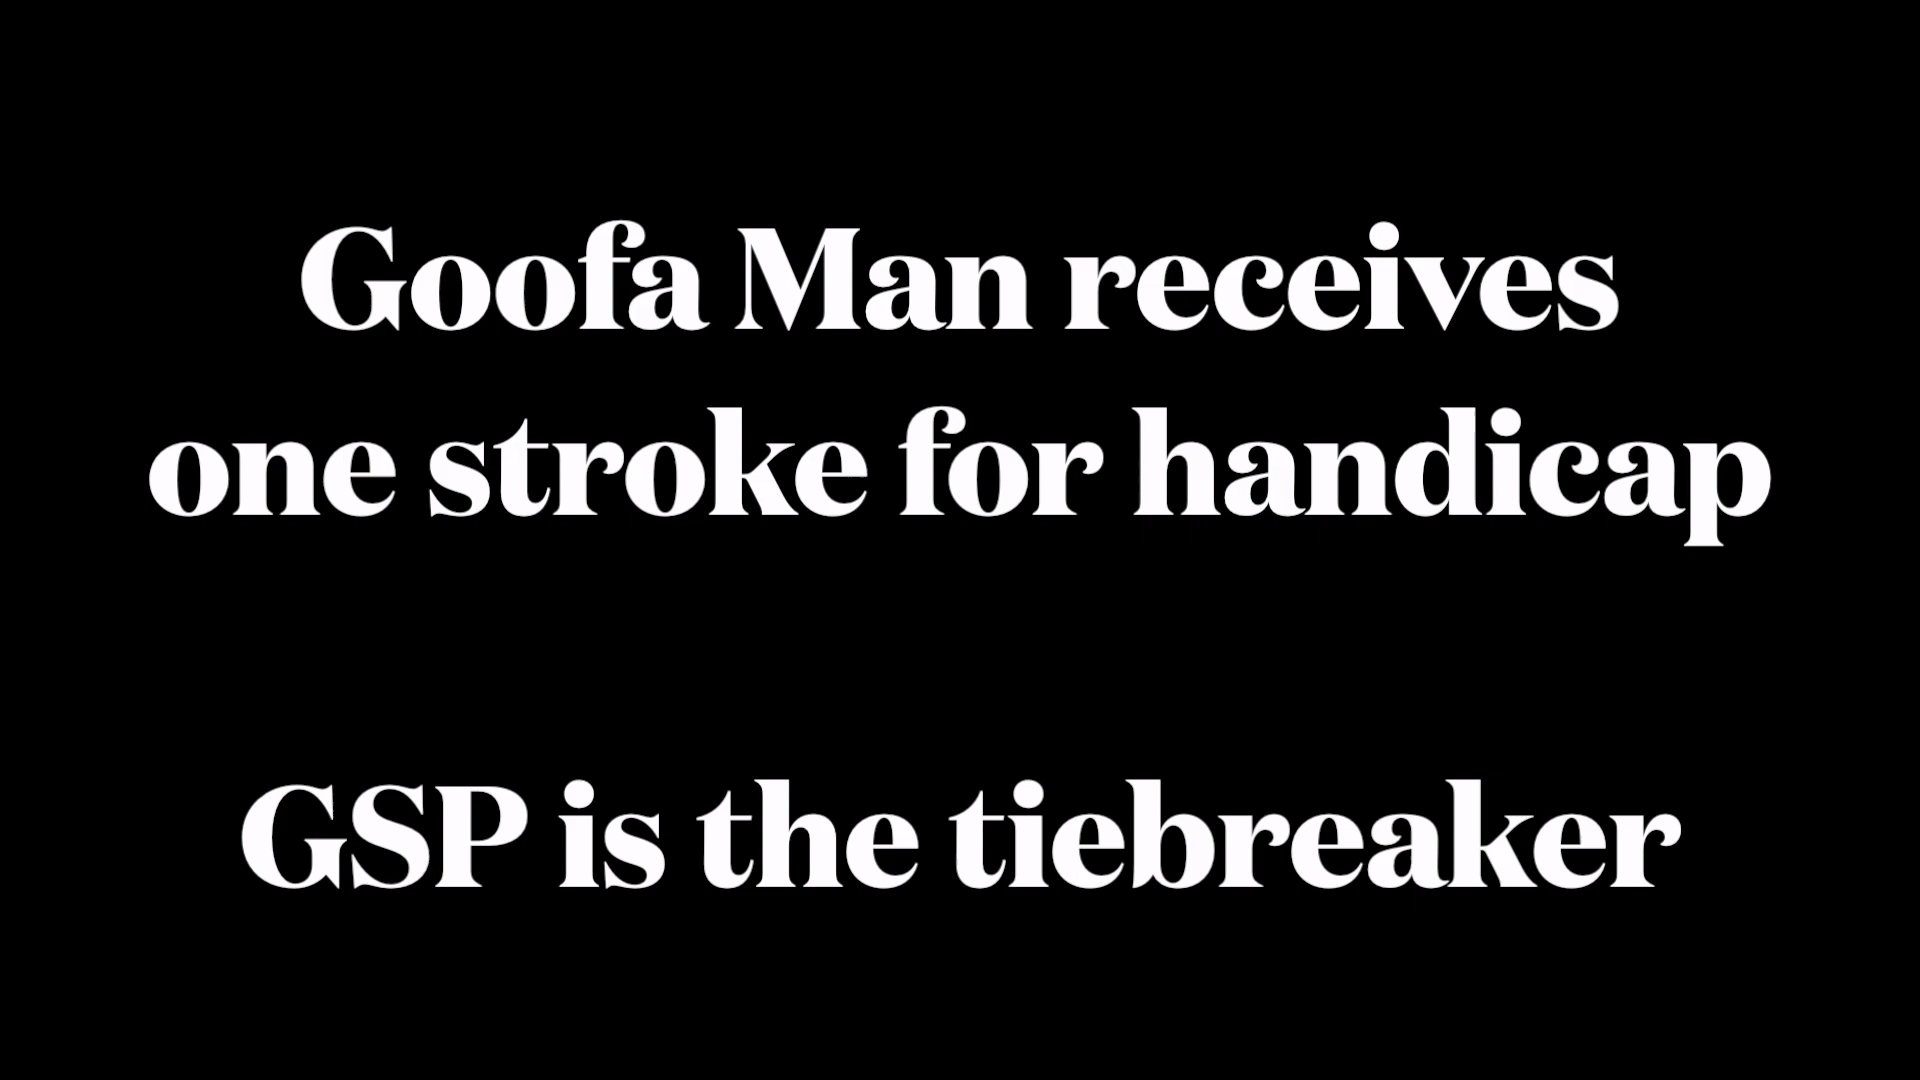 Goofa Man receives
one stroke for handicap
GSP is the tiebreaker